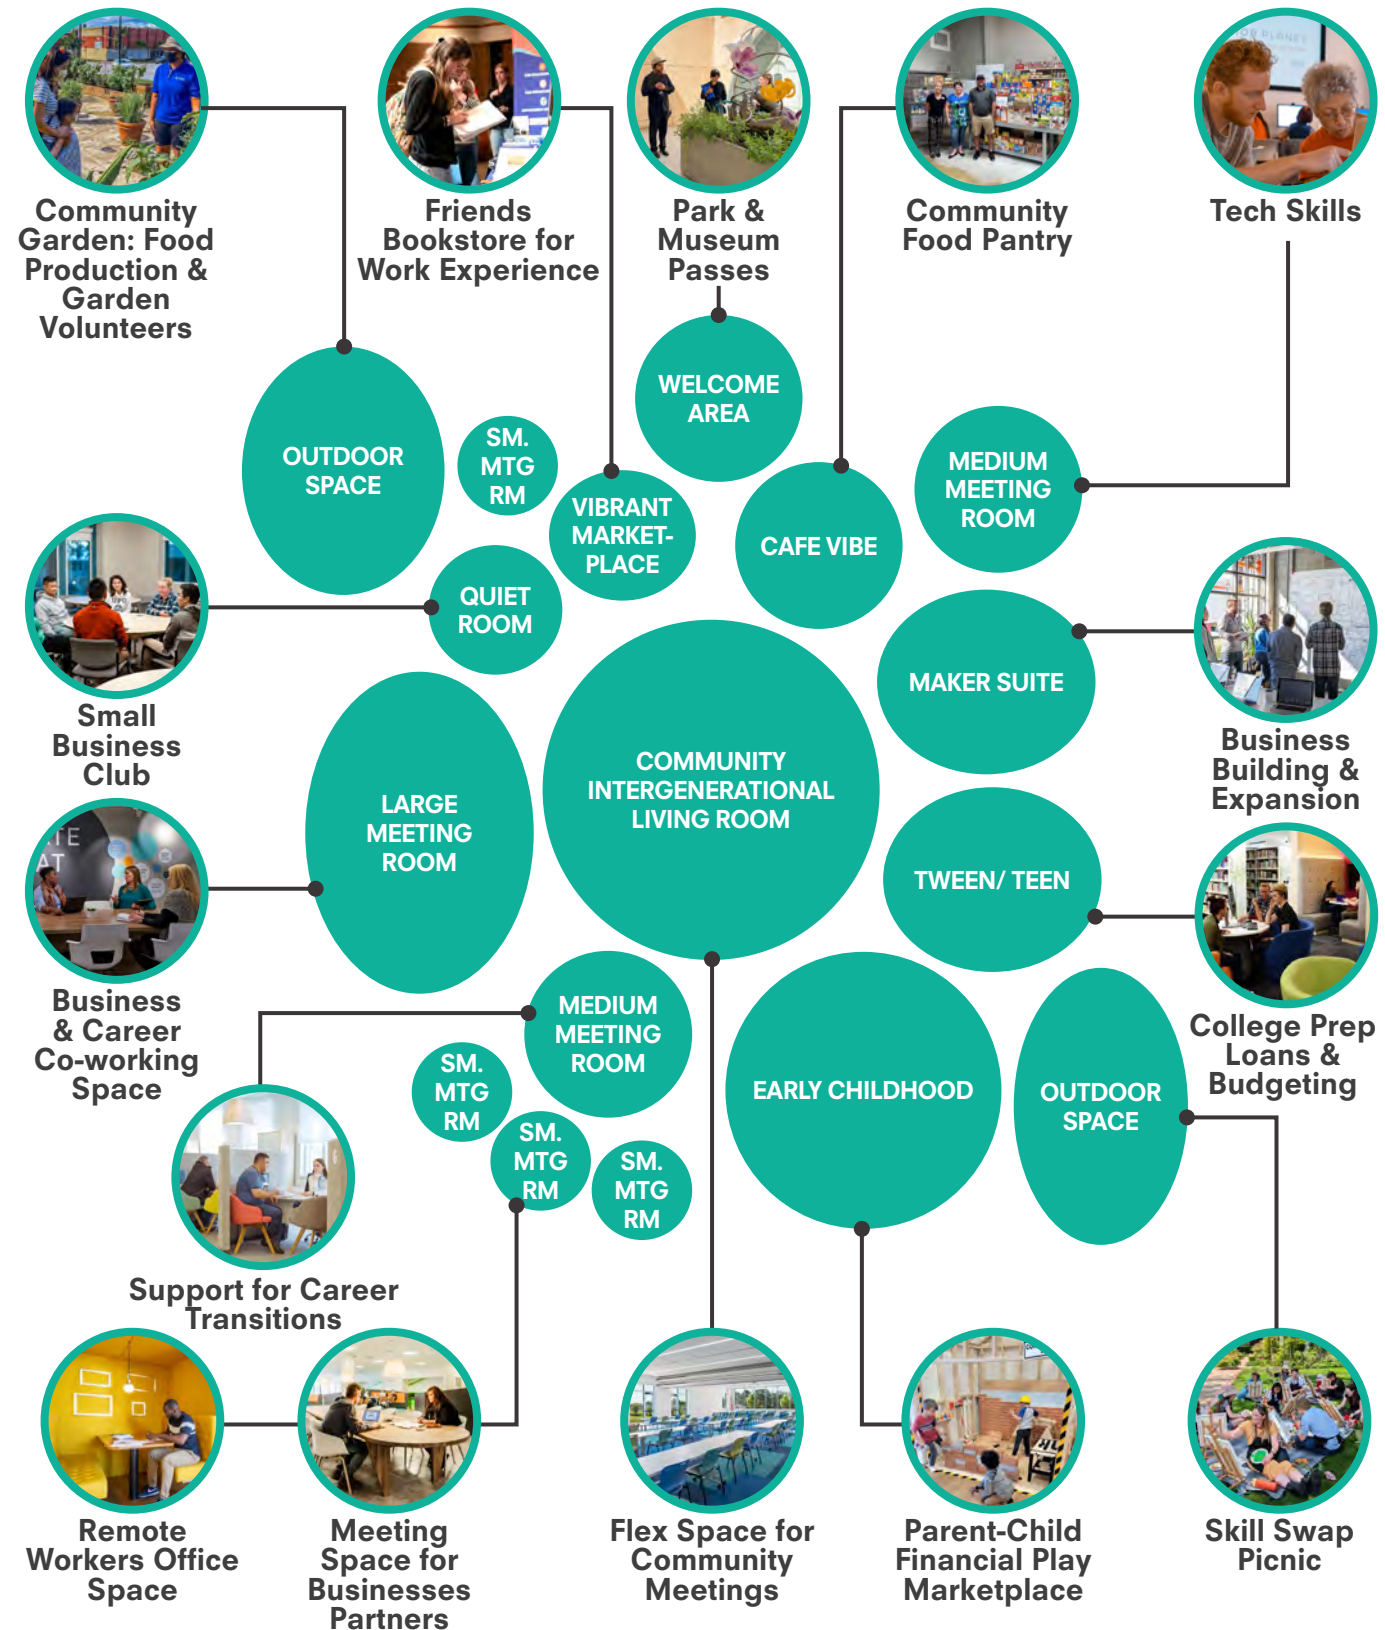 Community
Garden: Food
Production &
Garden
Volunteers
Friends
Bookstore for
Work Experience
Park &
Museum
Passes
Community
Food Pantry
Tech Skills
WELCOME
AREA
OUTDOOR
SPACE
SM.
MTG
RM
VIBRANT
MARKET-
PLACE
CAFE VIBE
MEDIUM
MEETING
ROOM
QUIET
ROOM
MAKER SUITE
Small
Business
Club
Business
Building &
Expansion
COMMUNITY
INTERGENERATIONAL
LIVING ROOM
LARGE
MEETING
ROOM
TWEEN/ TEEN
Business
& Career
Co-working
Space
College Prep
Loans &
Budgeting
MEDIUM
MEETING
ROOM
SM.
MTG
RM
SM.
MTG
RM
SM.
MTG
RM
EARLY CHILDHOOD
OUTDOOR
SPACE
Support for Career
Transitions
Remote
Workers Office
Space
Meeting
Space for
Businesses
Partners
Flex Space for
Community
Meetings
Parent-Child
Financial Play
Marketplace
Skill Swap
Picnic